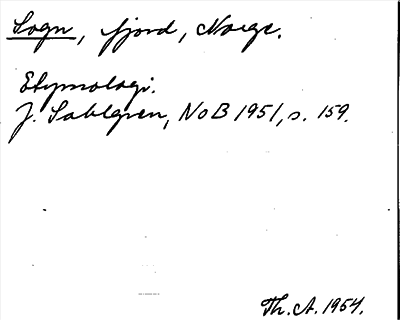 Sogn, fjord, Norge.
Etymologi.
J. Sahlgren, NoB 1951, s. 159.
Th. A. 1954.